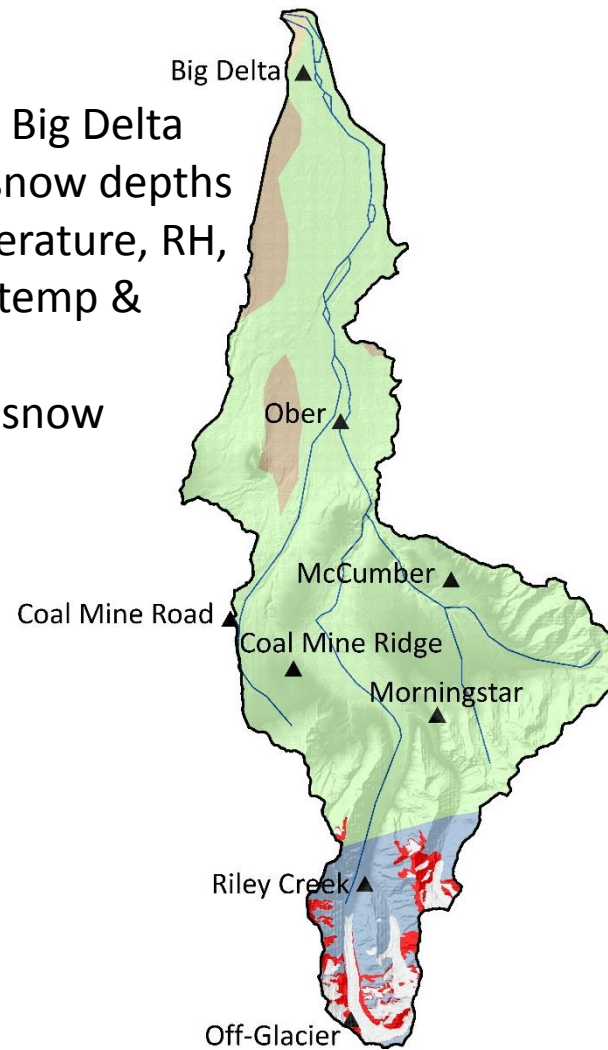 Big Delta
Big Delta
snow depths
erature, RH,
temp &
snow
Ober
McCumber
Coal Mine Road
Coal Mine Ridge
Morningstar
Riley Creek
Off-Glacier